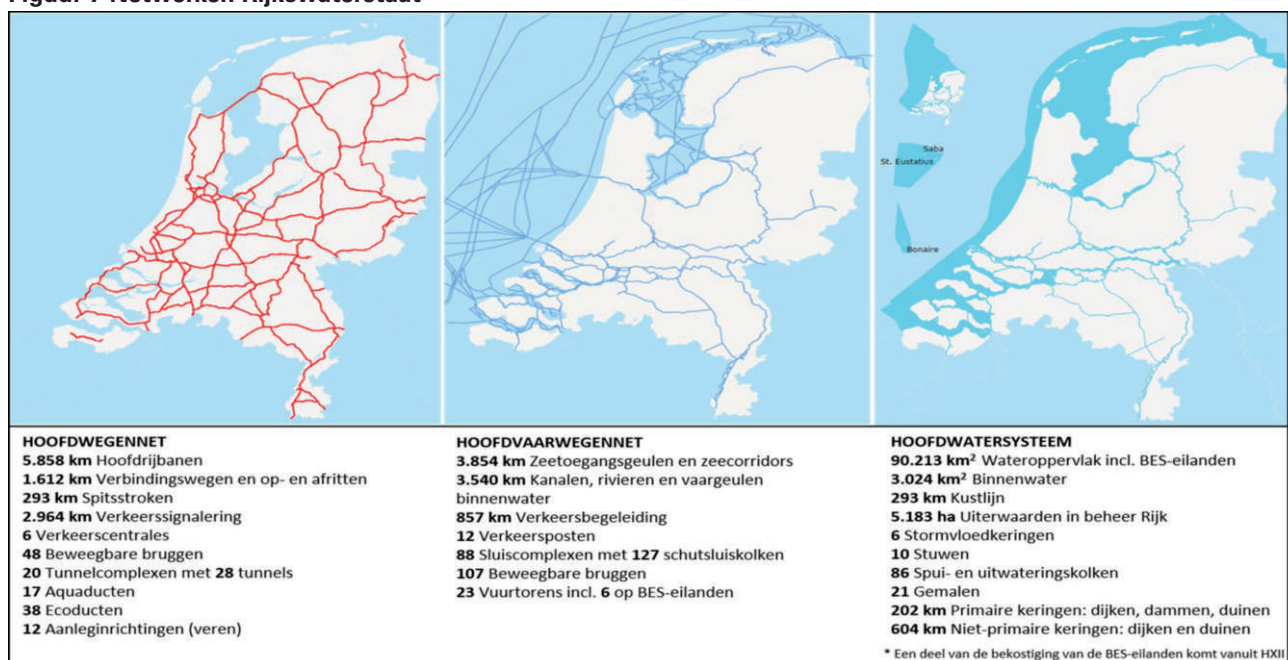 Figuur 7 Netwerken Rijkswaterstaat
Saba
St. Eustatius
Bonaire
HOOFDWEGENNET
5.858 km Hoofdrijbanen
1.612 km Verbindingswegen en op- en afritten
293 km Spitsstroken
2.964 km Verkeerssignalering
6 Verkeerscentrales
48 Beweegbare bruggen
20 Tunnelcomplexen met 28 tunnels
17 Aquaducten
38 Ecoducten
12 Aanleginrichtingen (veren)
HOOFDVAARWEGENNET
3.854 km Zeetoegangsgeulen en zeecorridors
3.540 km Kanalen, rivieren en vaargeulen
binnenwater
857 km Verkeersbegeleiding
12 Verkeersposten
88 Sluiscomplexen met 127 schutsluiskolken
107 Beweegbare bruggen
23 Vuurtorens incl. 6 op BES-eilanden
HOOFDWATERSYSTEEM
90.213 km² Wateroppervlak incl. BES-eilanden
3.024 km² Binnenwater
293 km Kustlijn
5.183 ha Uiterwaarden in beheer Rijk
6 Stormvloedkeringen
10 Stuwen
86 Spui- en uitwateringskolken
21 Gemalen
202 km Primaire keringen: dijken, dammen, duinen
604 km Niet-primaire keringen: dijken en duinen
* Een deel van de bekostiging van de BES-eilanden komt vanuit HXII